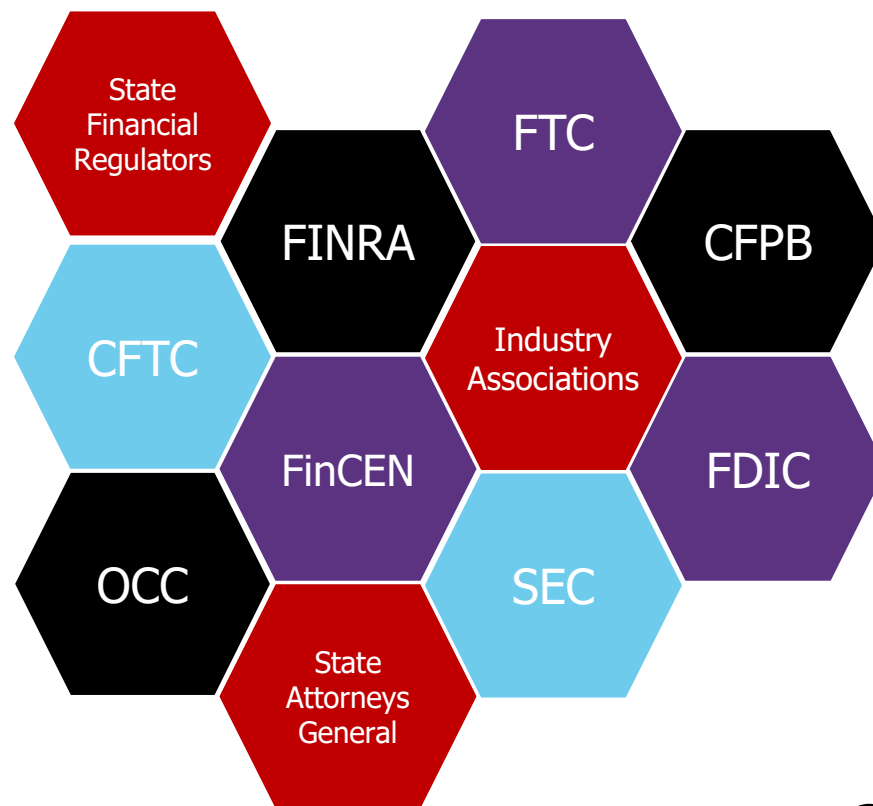 State
Financial
Regulators
FTC
FINRA
CFPB
CFTC
Industry
Associations
FinCEN
FDIC
OCC
SEC
State
Attorneys
General